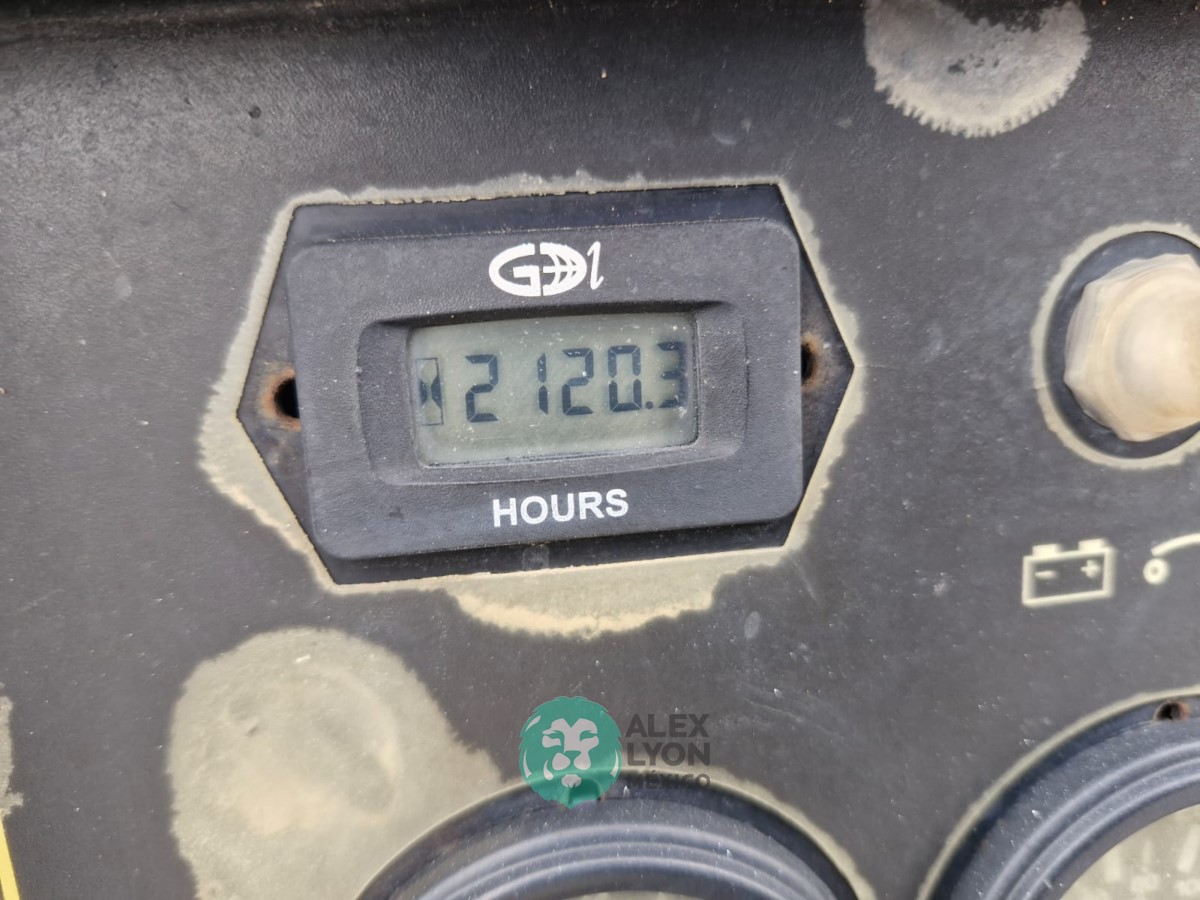 GDI
2120.3
HOURS
- +
ALEX
LYON
MÉXICO